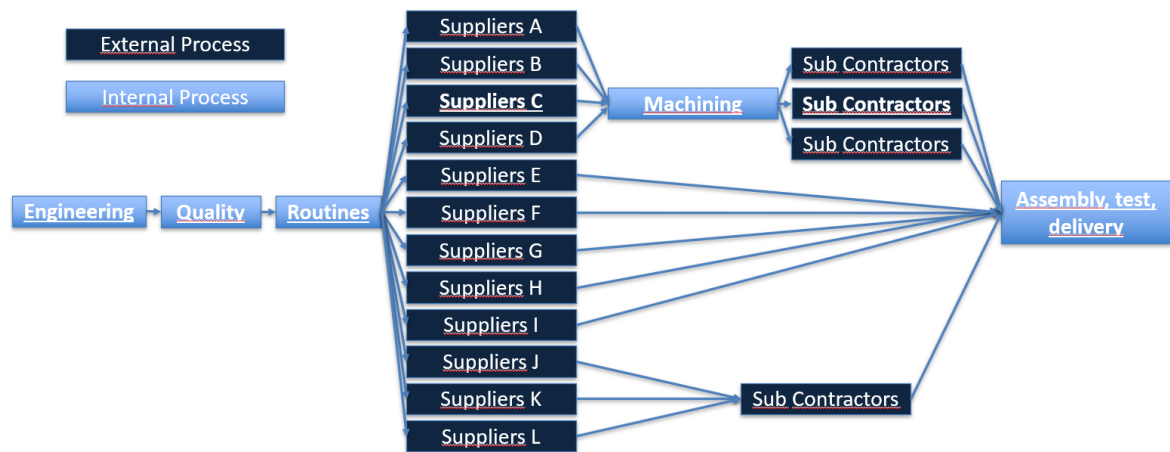 External Process
Internal Process
Engineering
Quality
Routines
Suppliers A
Suppliers B
Suppliers C
Suppliers D
Suppliers E
Suppliers F
Suppliers G
Suppliers H
Suppliers I
Suppliers J
Suppliers K
Suppliers L
Machining
Sub Contractors
Sub Contractors
Sub Contractors
Sub Contractors
Assembly, test,
delivery